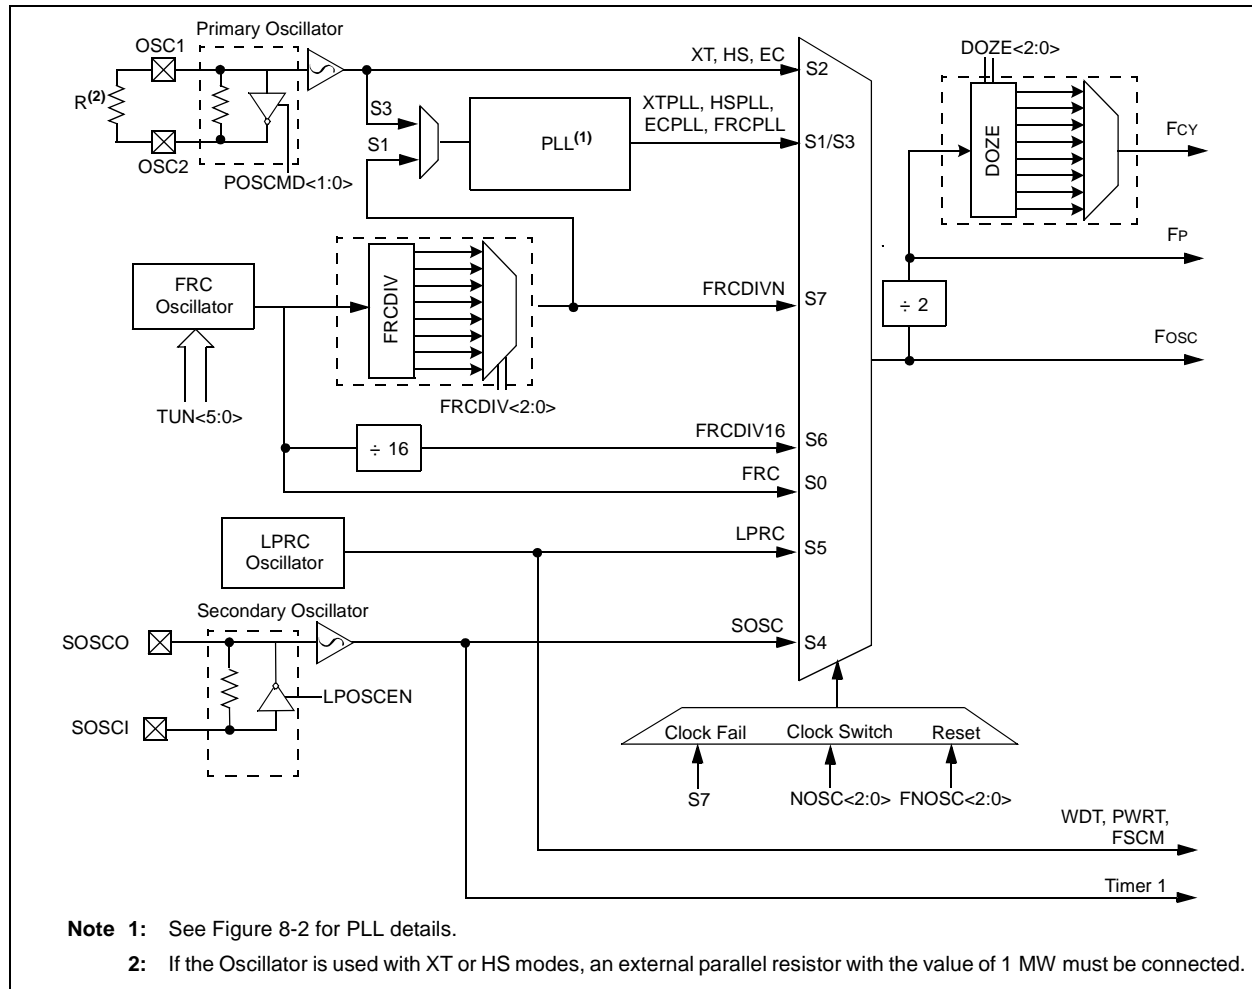 Primary Oscillator
OSC1
R(2)
OSC2
POSCMD<1:0>
XT, HS, EC
S2
S3
S1
PLL(1)
XTPLL, HSPLL,
ECPLL, FRCPLL
S1/S3
DOZE<2:0>
DOZE
FCY
FP
÷ 2
FOSC
FRC
Oscillator
TUN<5:0>
FRCDIV
FRCDIV<2:0>
FRCDIVN
S7
÷ 16
FRCDIV16
S6
FRC
S0
LPRC
Oscillator
LPRC
S5
Secondary Oscillator
SOSCO
SOSCI
LPOSCEN
SOSC
S4
Clock Fail
Clock Switch
Reset
S7
NOSC<2:0>
FNOSC<2:0>
WDT, PWRT,
FSCM
Timer 1
Note 1: See Figure 8-2 for PLL details.
2: If the Oscillator is used with XT or HS modes, an external parallel resistor with the value of 1 MW must be connected.